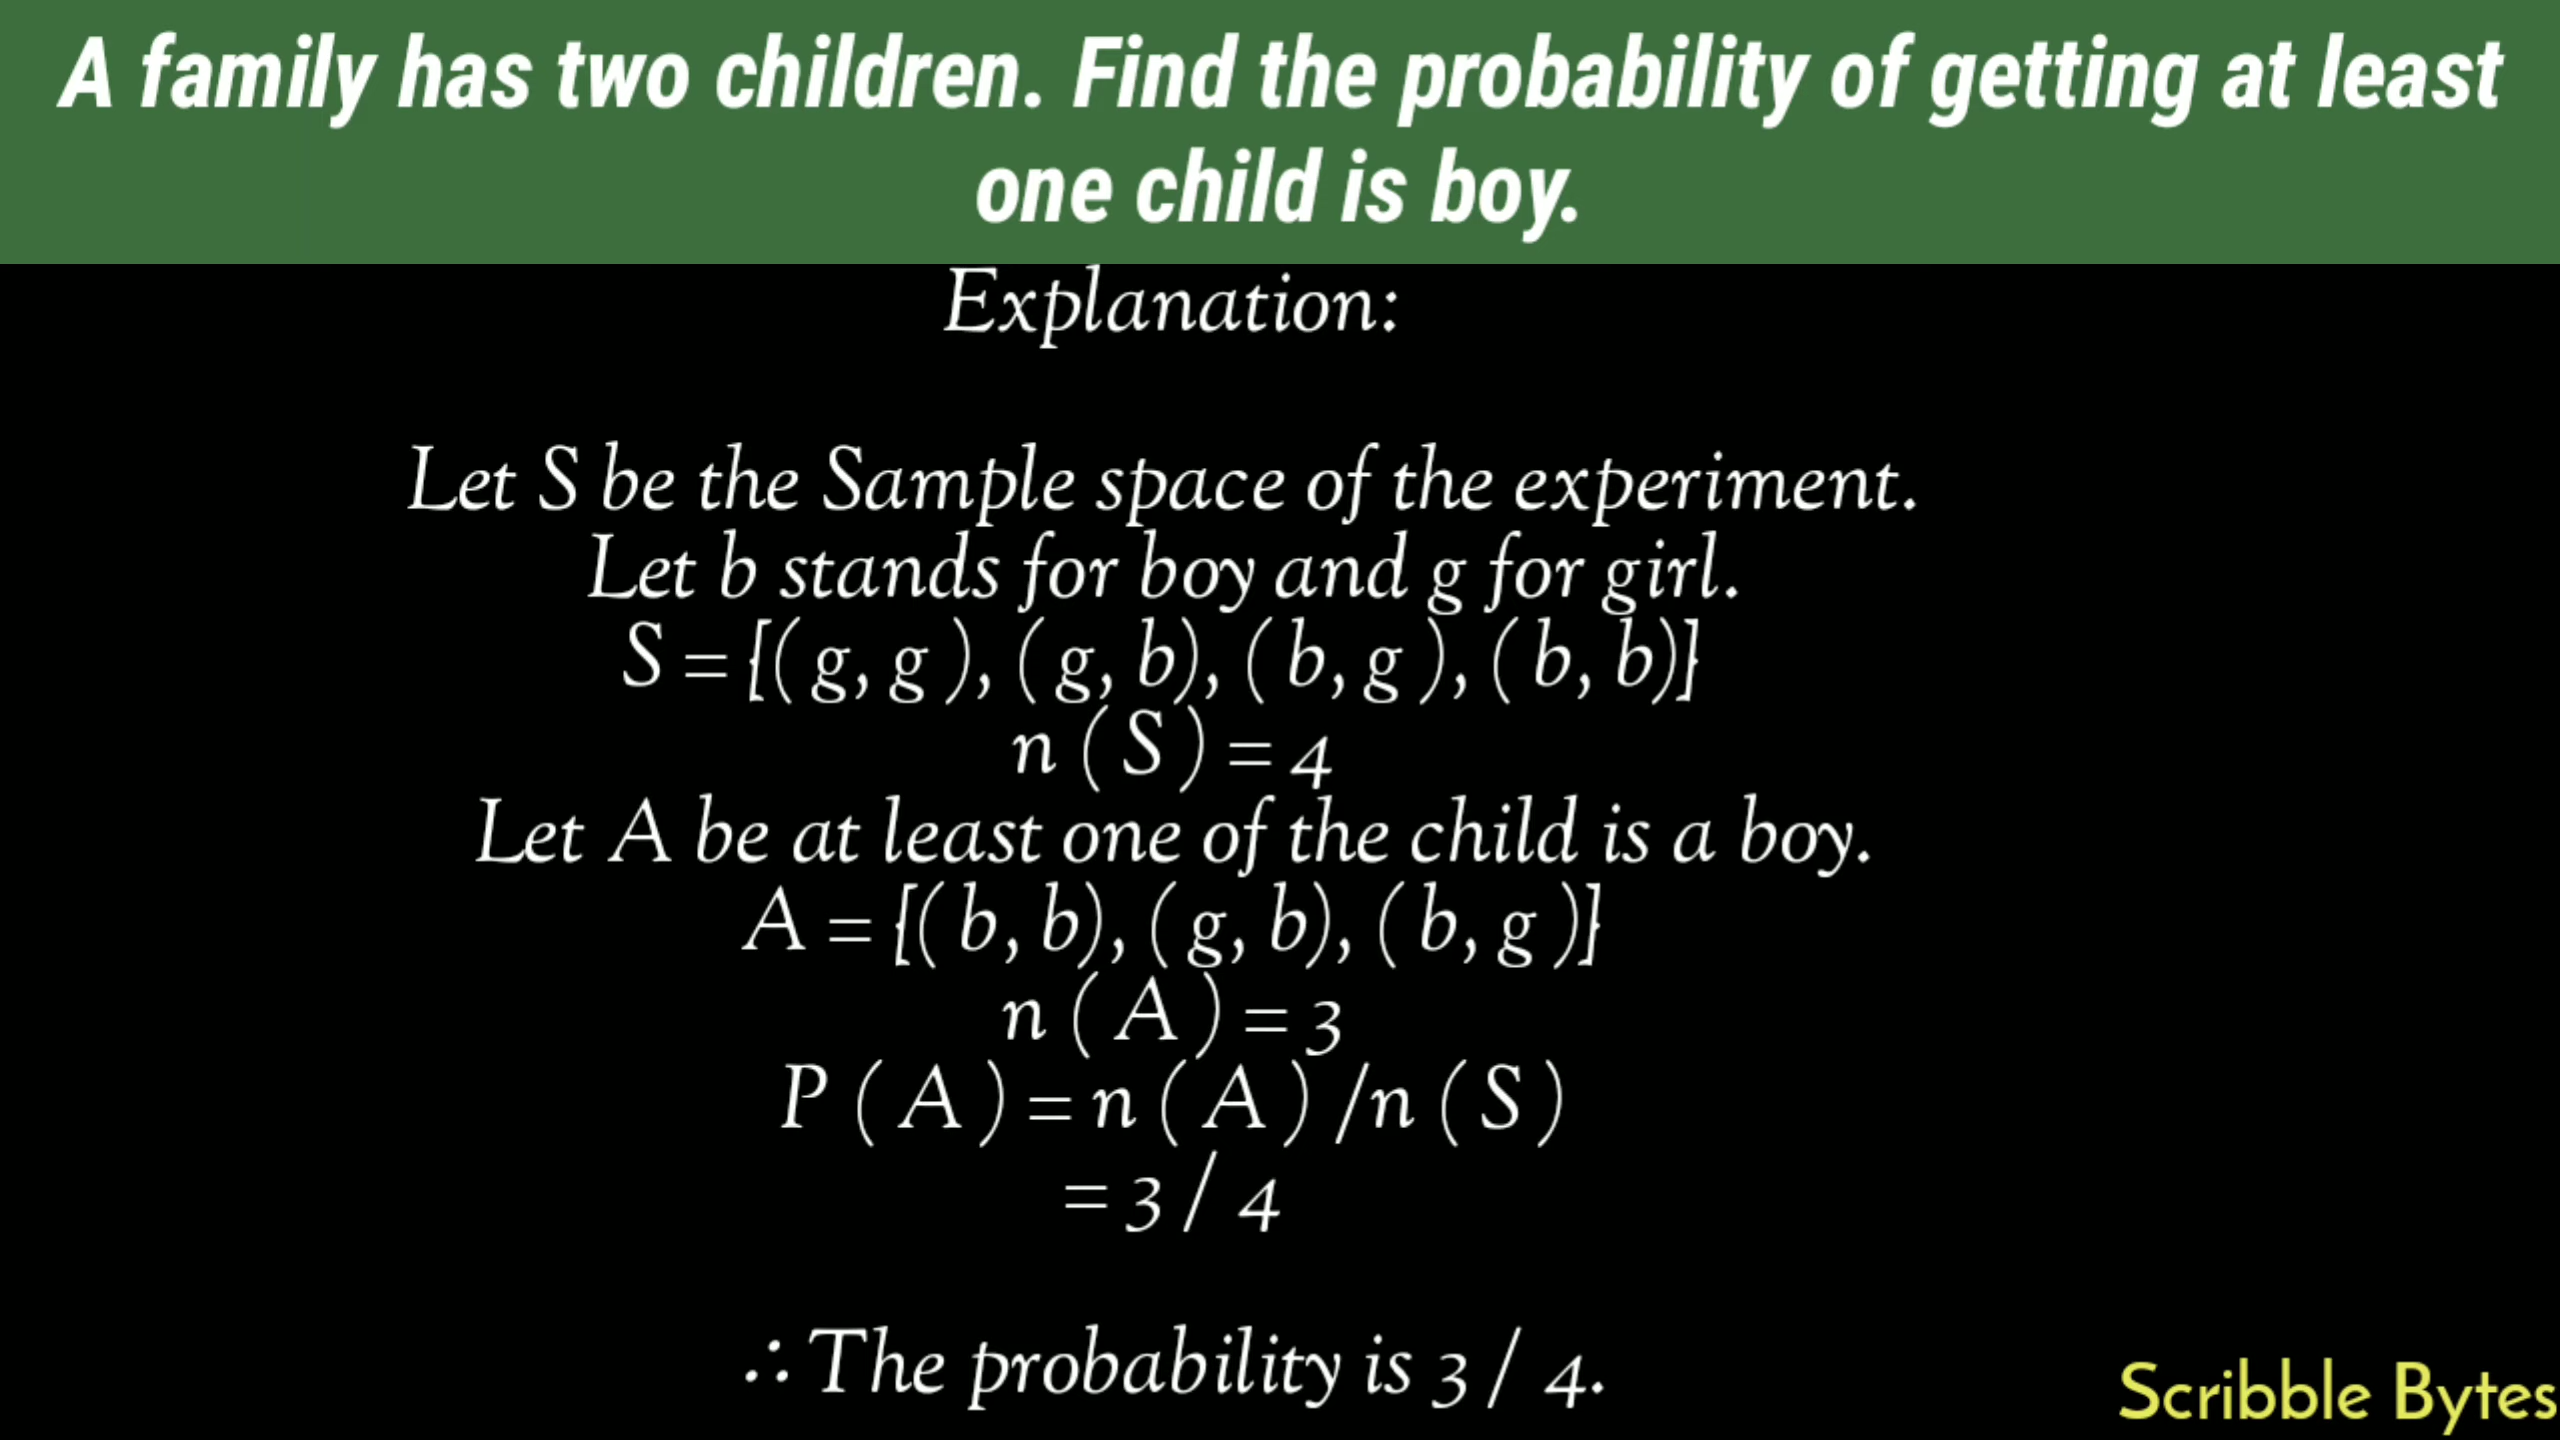 A family has two children. Find the probability of getting at least
one child is boy.
Explanation:
Let S be the Sample space of the experiment.
Let b stands for boy and g for girl.
S = {( g, g ), ( g, b), ( b, g ), ( b, b)}
n ( S ) = 4
Let A be at least one of the child is a boy.
A = {( b, b), ( g, b), ( b, g )}
n ( A ) = 3
P ( A ) = n ( A ) /n ( S )
= 3 / 4
∴ The probability is 3 / 4.
Scribble Bytes